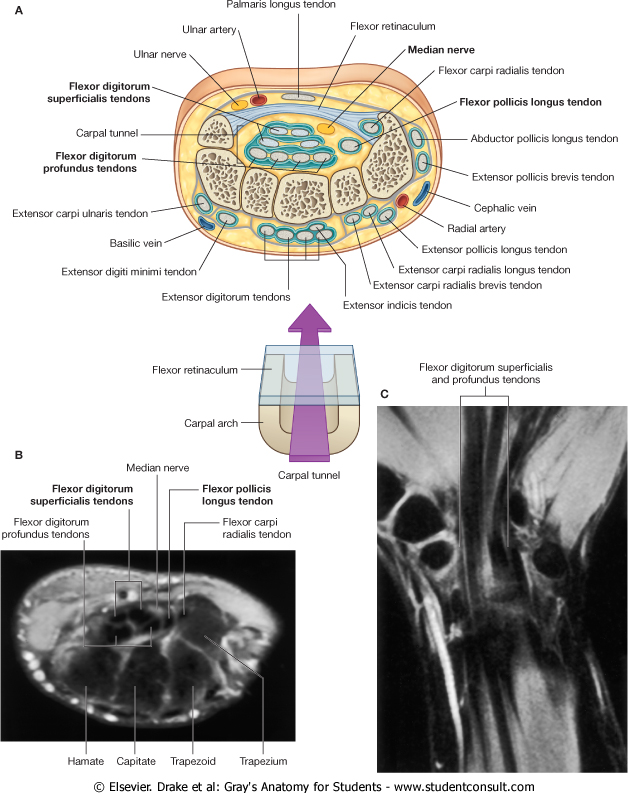 A
Palmaris longus tendon
Ulnar artery
Flexor retinaculum
Ulnar nerve
Median nerve
Flexor carpi radialis tendon
Flexor digitorum
superficialis tendons
Flexor pollicis longus tendon
Carpal tunnel
Abductor pollicis longus tendon
Flexor digitorum
profundus tendons
Extensor pollicis brevis tendon
Extensor carpi ulnaris tendon
Cephalic vein
Basilic vein
Radial artery
Extensor digiti minimi tendon
Extensor pollicis longus tendon
Extensor carpi radialis longus tendon
Extensor carpi radialis brevis tendon
Extensor digitorum tendons
Extensor indicis tendon
Flexor retinaculum
Carpal arch
Carpal tunnel
B
Median nerve
Flexor digitorum
superficialis tendons
Flexor pollicis
longus tendon
Flexor digitorum
profundus tendons
Flexor carpi
radialis tendon
Hamate
Capitate
Trapezoid
Trapezium
C
Flexor digitorum superficialis
and profundus tendons
© Elsevier. Drake et al: Gray's Anatomy for Students - www.studentconsult.com